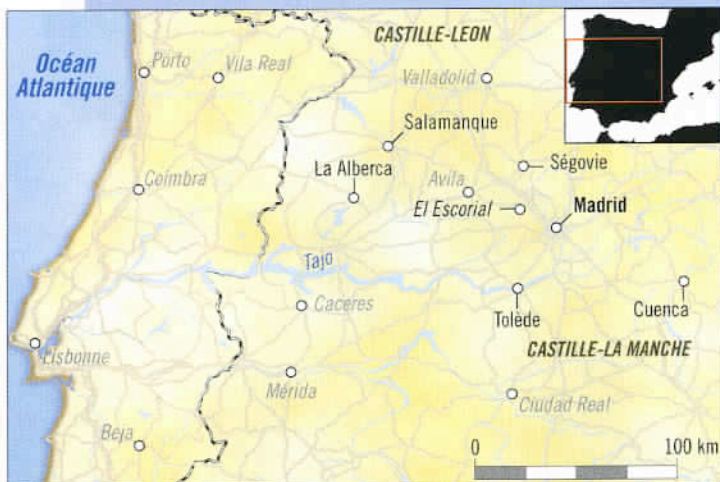 CASTILLE-LEON
Océan
Atlantique
Porto
Vila Real
Valladolid
Salamanque
La Alberca
Avila
Ségovie
Coïmbra
El Escorial
Madrid
Tajo
Caceres
Tolède
Cuenca
Lisbonne
CASTILLE-LA MANCHE
Mérida
Ciudad Real
Beja
0
100 km